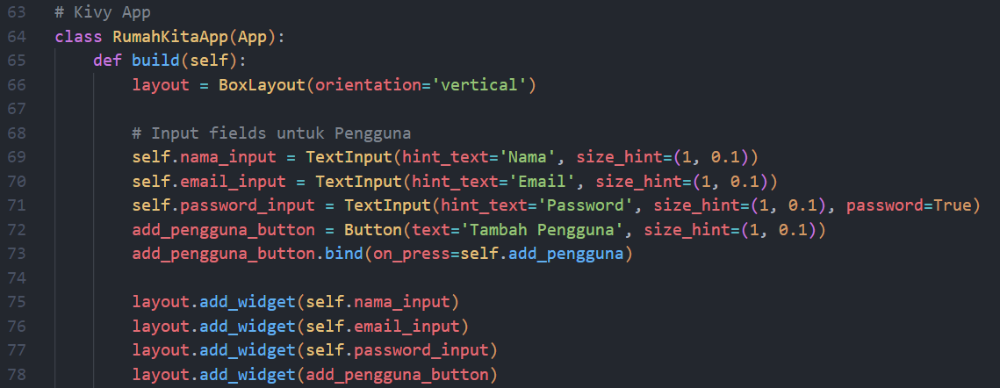 63 # Kivy App
64 class RumahKitaApp(App):
65     def build(self):
66         layout = BoxLayout(orientation='vertical')
67
68         # Input fields untuk Pengguna
69         self.nama_input = TextInput(hint_text='Nama', size_hint=(1, 0.1))
70         self.email_input = TextInput(hint_text='Email', size_hint=(1, 0.1))
71         self.password_input = TextInput(hint_text='Password', size_hint=(1, 0.1), password=True)
72         add_pengguna_button = Button(text='Tambah Pengguna', size_hint=(1, 0.1))
73         add_pengguna_button.bind(on_press=self.add_pengguna)
74
75         layout.add_widget(self.nama_input)
76         layout.add_widget(self.email_input)
77         layout.add_widget(self.password_input)
78         layout.add_widget(add_pengguna_button)